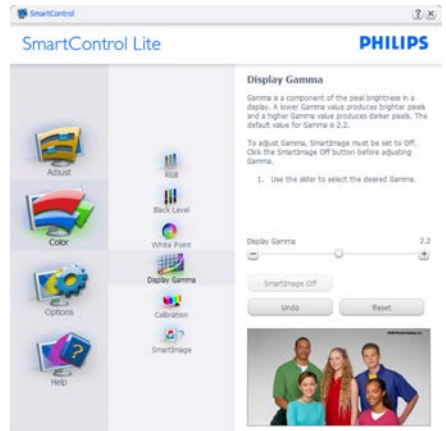 SmartControl
SmartControl Lite
PHILIPS
Adjust
Color
Options
Help
RGB
Black Level
White Point
Display Gamma
Calibration
SmartImage
Display Gamma
Gamma is a component of the pixel brightness in a
display. A lower Gamma value produces brighter pixels
and a higher Gamma value produces darker pixels. The
default value for Gamma is 2.2.
To adjust Gamma, SmartImage must be set to Off.
Click the SmartImage Off button before adjusting
Gamma.
1. Use the slider to select the desired Gamma.
Display Gamma 2.2
SmartImage Off
Undo Reset